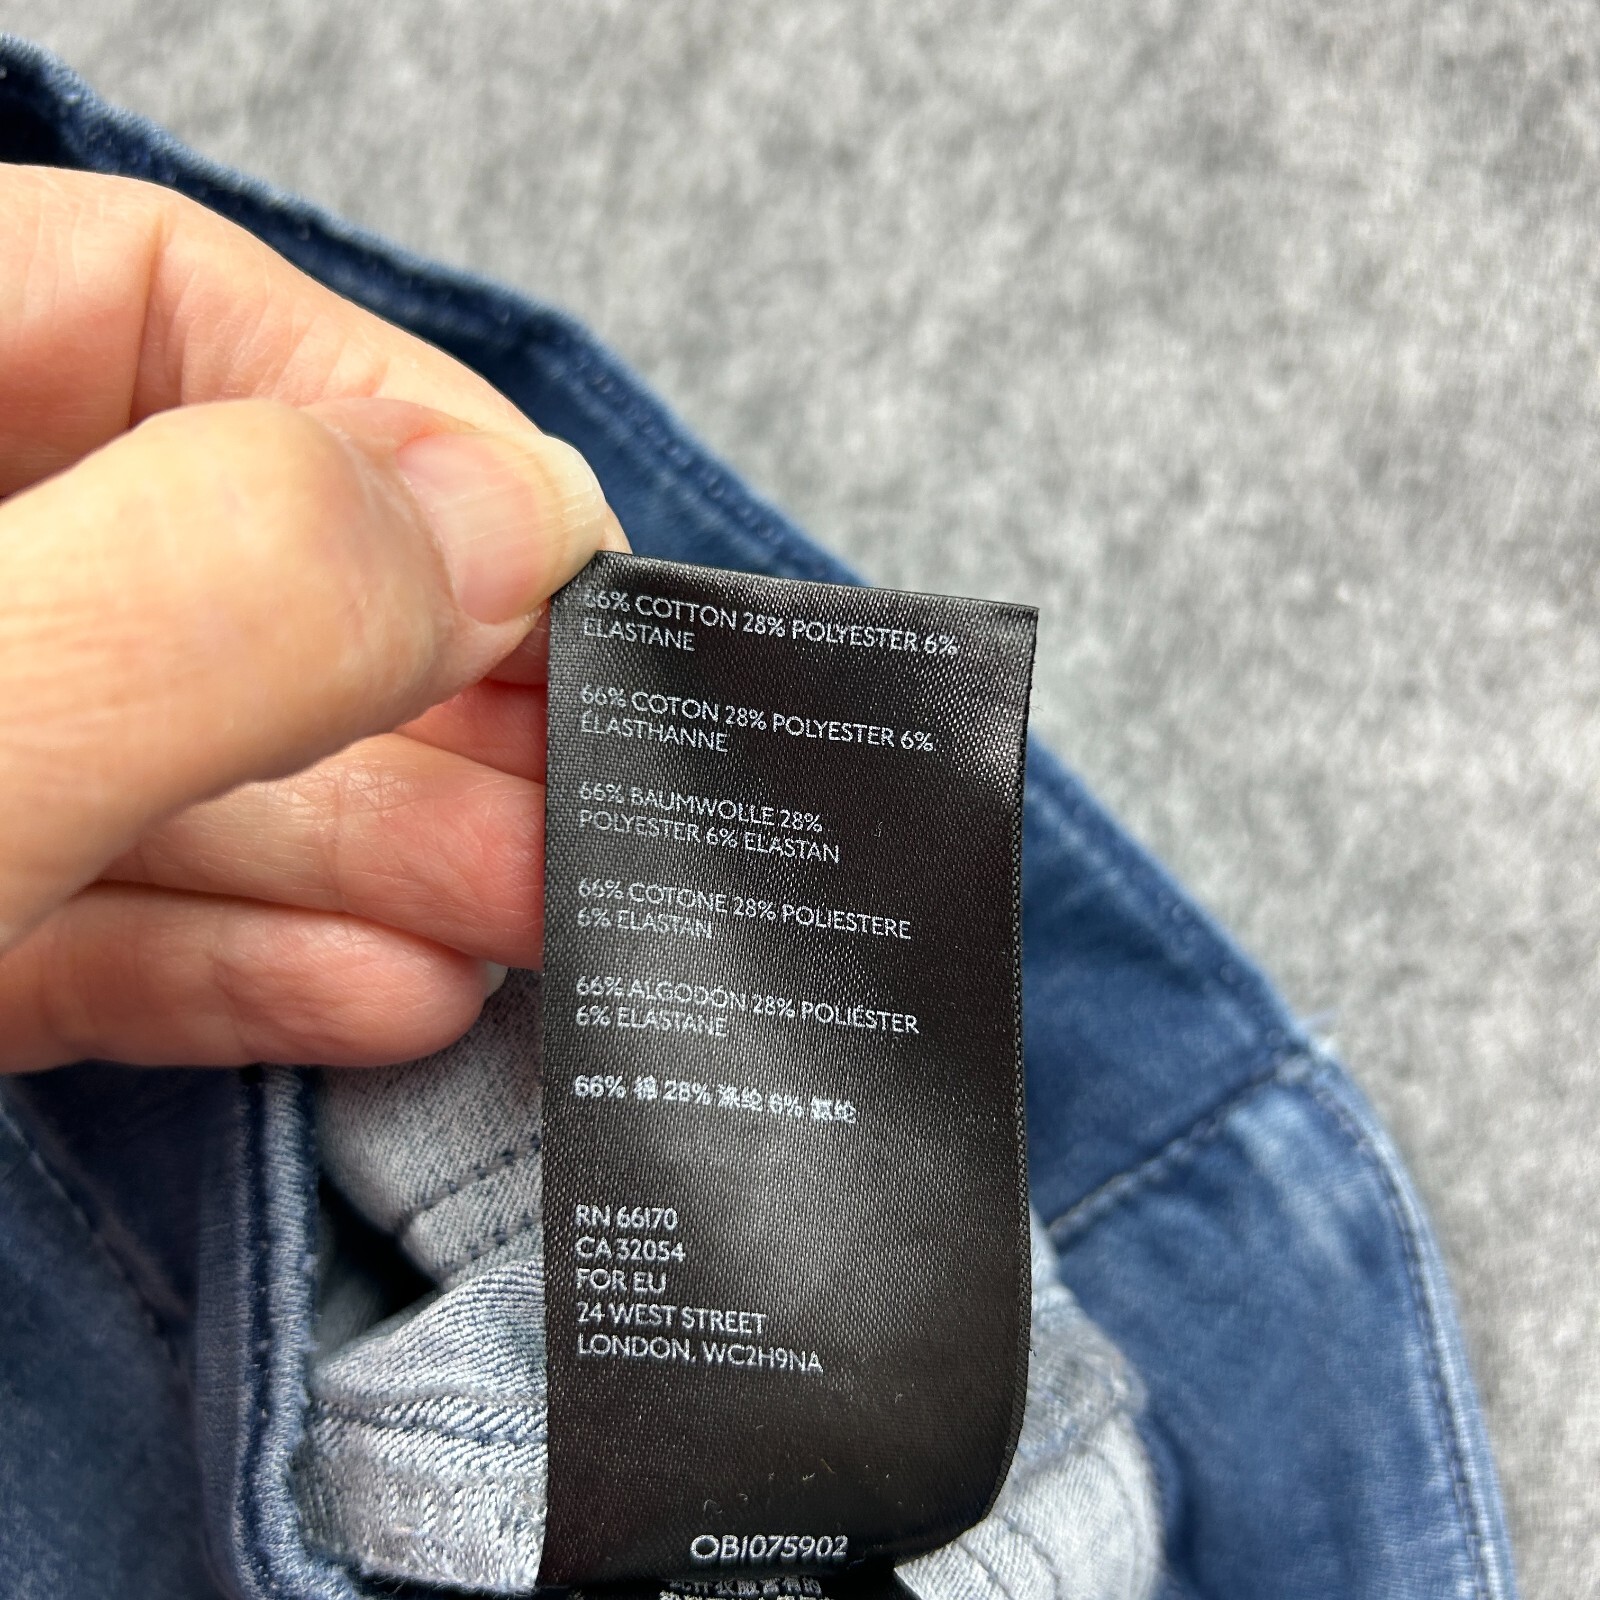 66% COTTON 28% POLYESTER 6%
ELASTANE
66% COTON 28% POLYESTER 6%
ÉLASTHANNE
66% BAUMWOLLE 28%
POLYESTER 6% ELASTAN
66% COTONE 28% POLIESTERE
6% ELASTAN
66% ALGODÓN 28% POLIÉSTER
6% ELASTANE
66% 棉 28% 涤纶 6% 氨纶
RN 66170
CA 32054
FOR EU
24 WEST STREET
LONDON, WC2H9NA
OB1075902